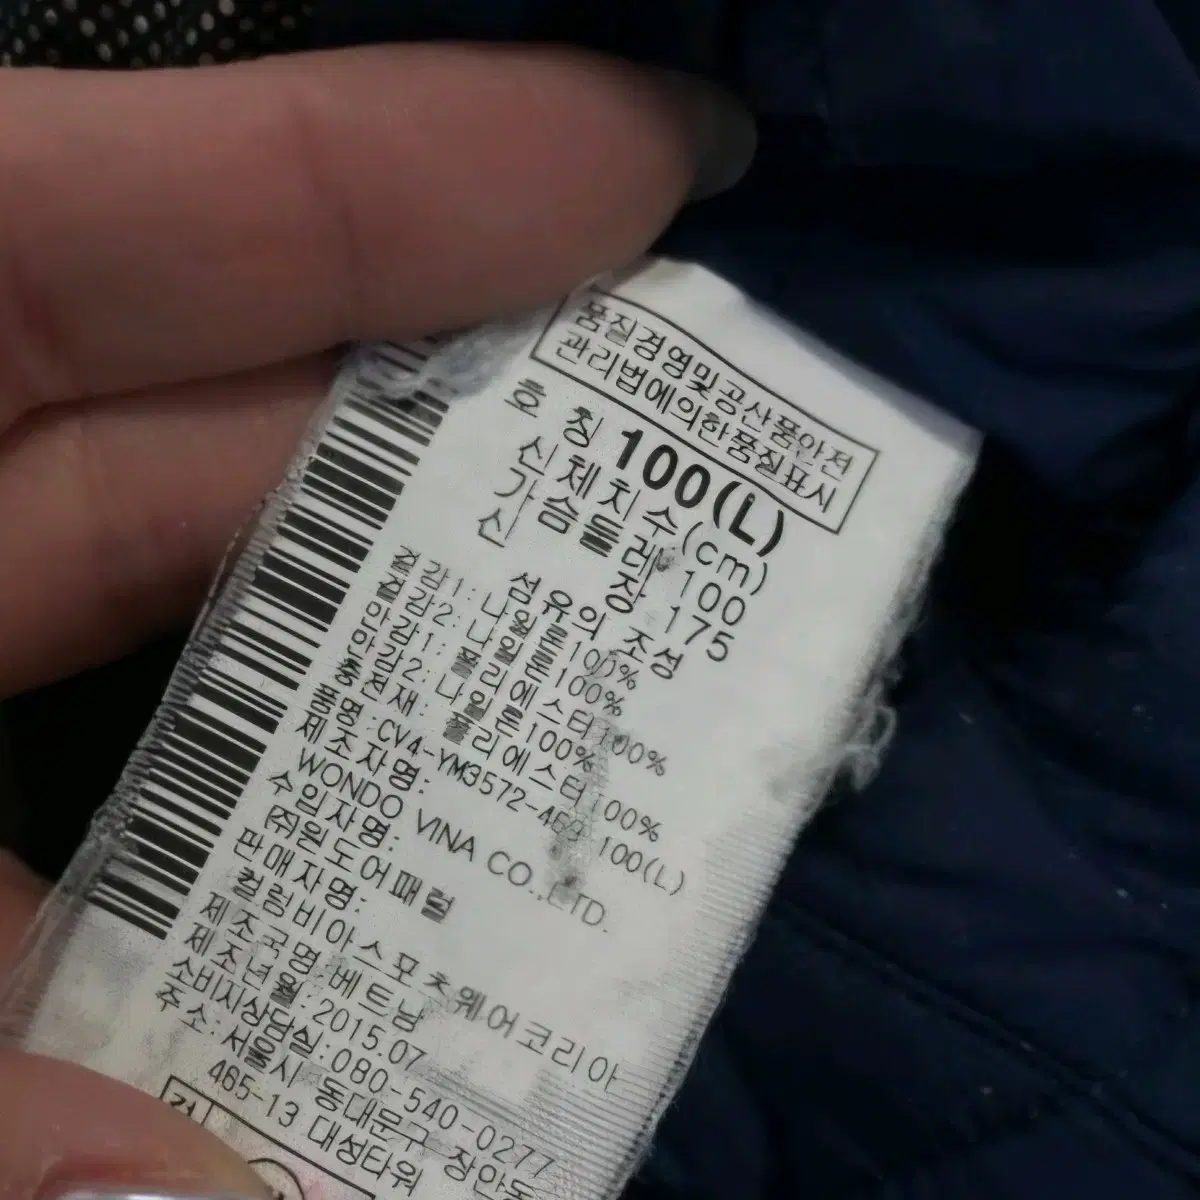 품질경영및공산품안전
관리법에의한품질표시
호 칭 100(L)
신체치수(cm)
가슴둘레 100
신 장 175
섬유의 조성
겉감1: 나일론100%
겉감2: 나일론100%
안감1: 폴리에스터100%
안감2: 나일론100%
충전재: 폴리에스터100%
품명: CV4-YM3572-469 100(L)
제조자명:
WONDO VINA CO.,LTD.
수입자명:
(주)원도어패럴
판매자명:
컬럼비아스포츠웨어코리아
제조국명:베트남
제조년월:2015.07
소비자상담실:080-540-0277
주소:서울시 동대문구 장안동
465-13 대성타워